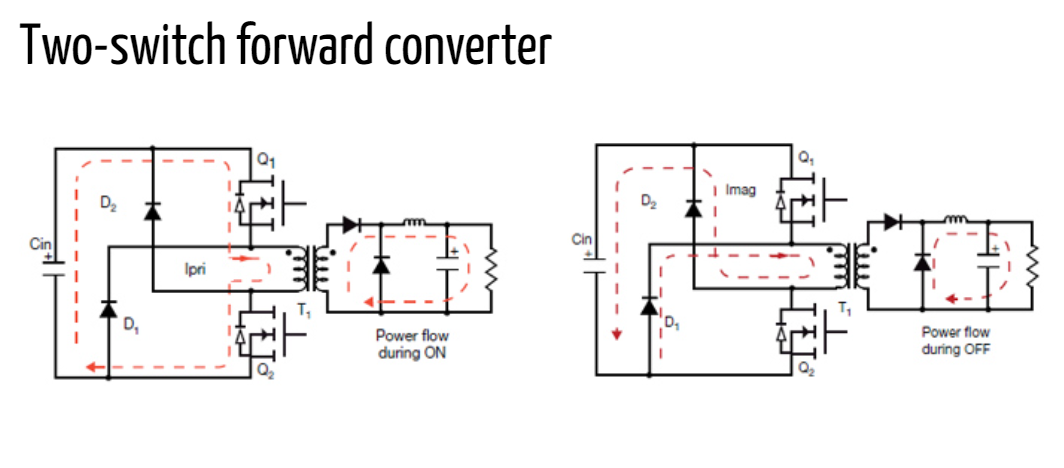 Two-switch forward converter
Q1
D2
Cin
+
Ipri
+
D1
T1
Q2
Power flow
during ON
Q1
D2
Imag
Cin
+
+
D1
T1
Q2
Power flow
during OFF